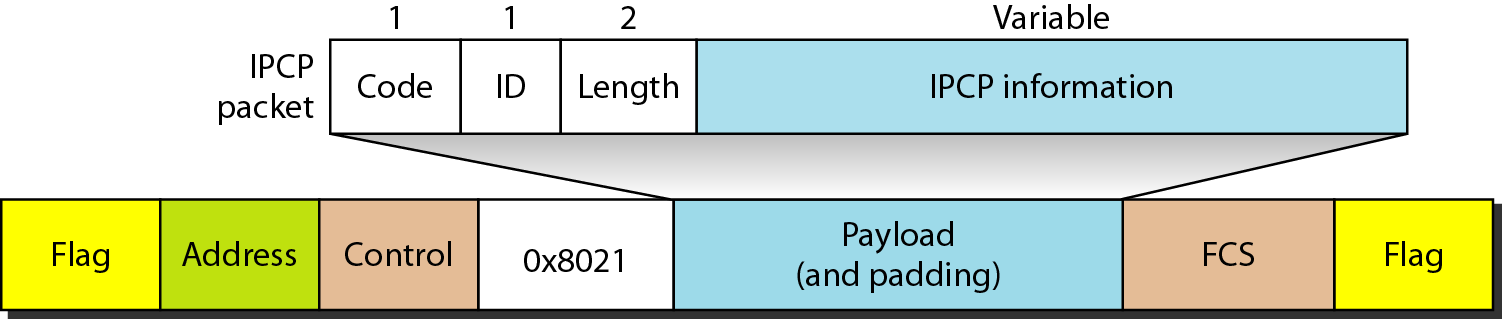 1 1 2 Variable
IPCP
packet
Code ID Length IPCP information
Flag Address Control 0x8021 Payload
(and padding) FCS Flag